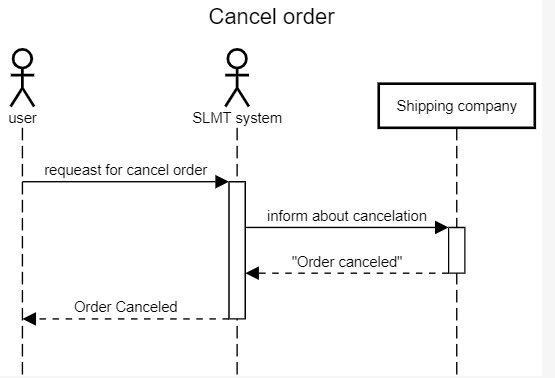 Cancel order
user
SLMT system
Shipping company
requeast for cancel order
inform about cancelation
"Order canceled"
Order Canceled